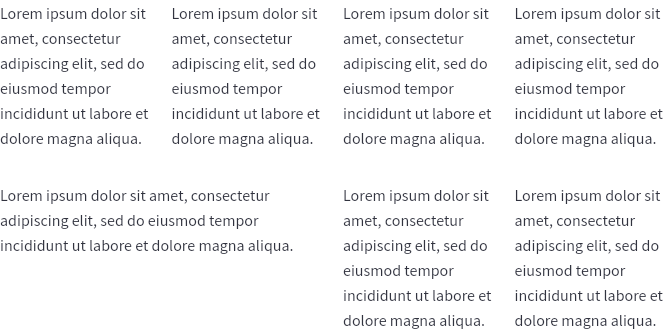 Lorem ipsum dolor sit
amet, consectetur
adipiscing elit, sed do
eiusmod tempor
incididunt ut labore et
dolore magna aliqua.
Lorem ipsum dolor sit
amet, consectetur
adipiscing elit, sed do
eiusmod tempor
incididunt ut labore et
dolore magna aliqua.
Lorem ipsum dolor sit
amet, consectetur
adipiscing elit, sed do
eiusmod tempor
incididunt ut labore et
dolore magna aliqua.
Lorem ipsum dolor sit
amet, consectetur
adipiscing elit, sed do
eiusmod tempor
incididunt ut labore et
dolore magna aliqua.
Lorem ipsum dolor sit amet, consectetur
adipiscing elit, sed do eiusmod tempor
incididunt ut labore et dolore magna aliqua.
Lorem ipsum dolor sit
amet, consectetur
adipiscing elit, sed do
eiusmod tempor
incididunt ut labore et
dolore magna aliqua.
Lorem ipsum dolor sit
amet, consectetur
adipiscing elit, sed do
eiusmod tempor
incididunt ut labore et
dolore magna aliqua.